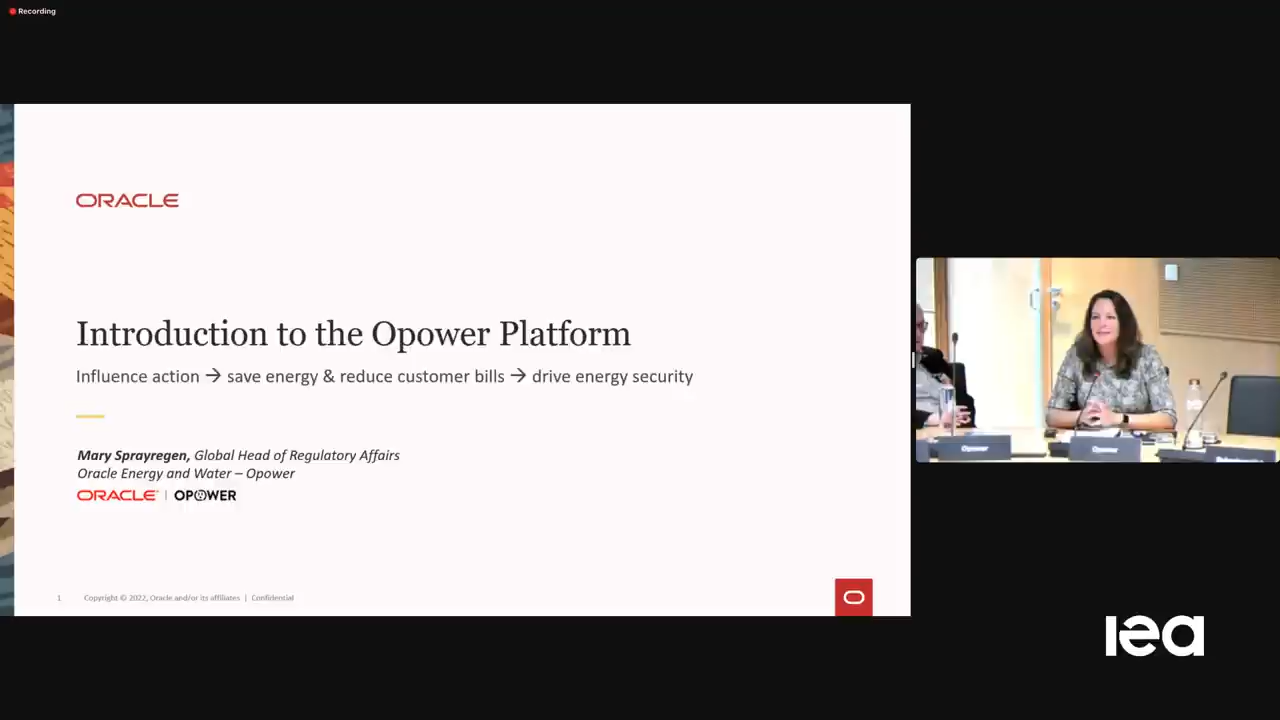 Recording
ORACLE
Introduction to the Opower Platform
Influence action → save energy & reduce customer bills → drive energy security
Mary Sprayregen, Global Head of Regulatory Affairs
Oracle Energy and Water – Opower
ORACLE | OPOWER
1 Copyright © 2022, Oracle and/or its affiliates | Confidential
Opower
Opower
iea